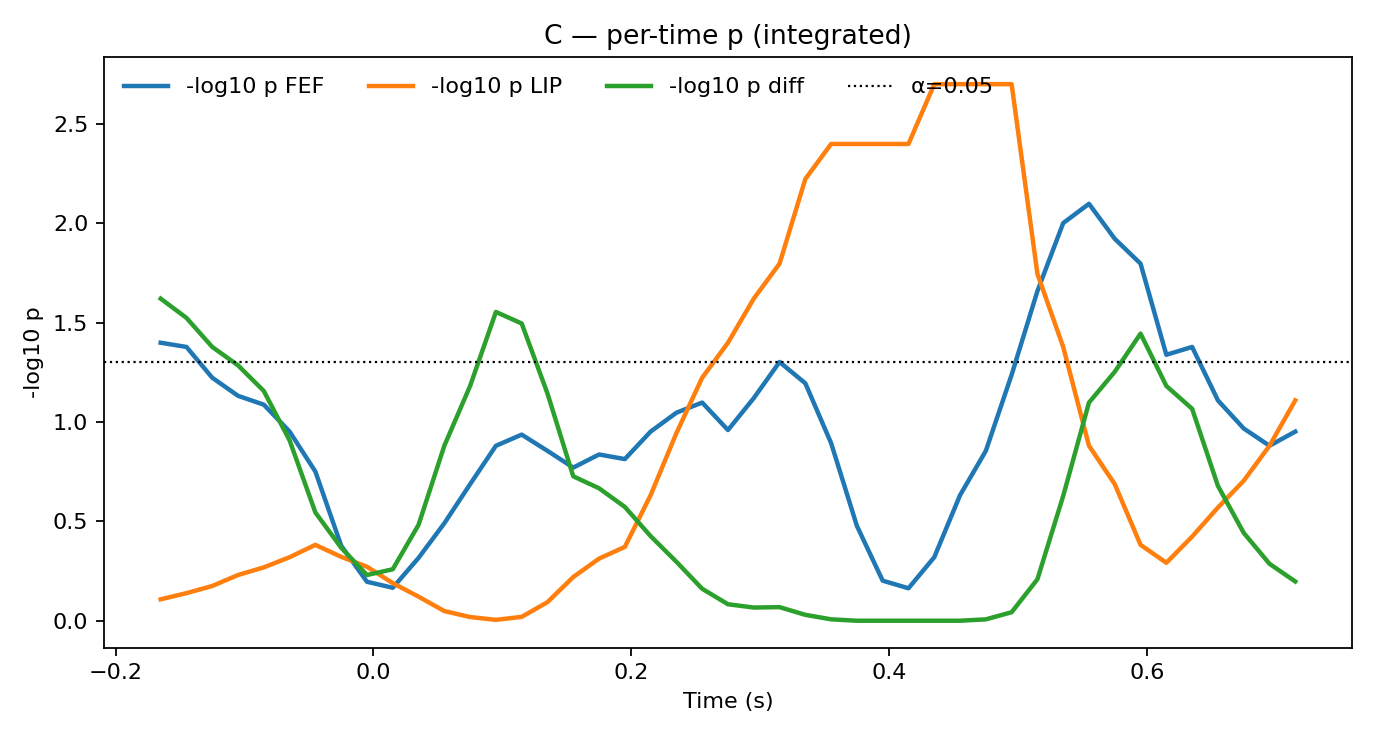 C — per-time p (integrated)
-log10 p FEF
-log10 p LIP
-log10 p diff
α=0.05
-log10 p
2.5
2.0
1.5
1.0
0.5
0.0
−0.2
0.0
0.2
0.4
0.6
Time (s)